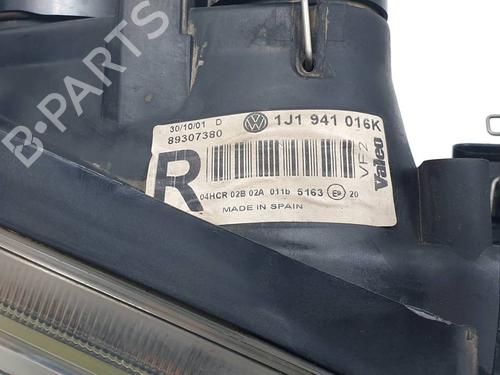 30/10/01 D
89307380
1J1 941 016K
R
VF2
Valeo
04HCR 02B 02A 011b 5163 E9 20
MADE IN SPAIN
B-PARTS